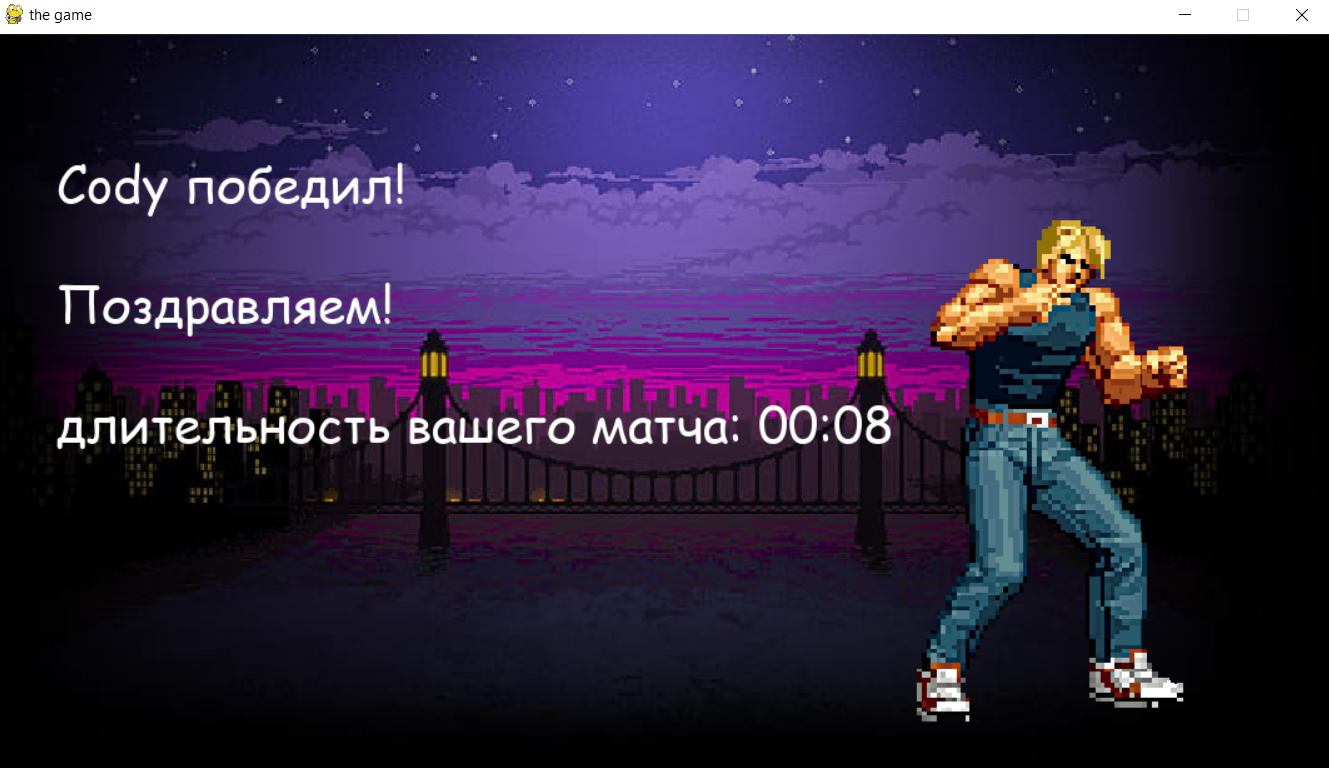 the game
Cody победил!
Поздравляем!
длительность вашего матча: 00:08